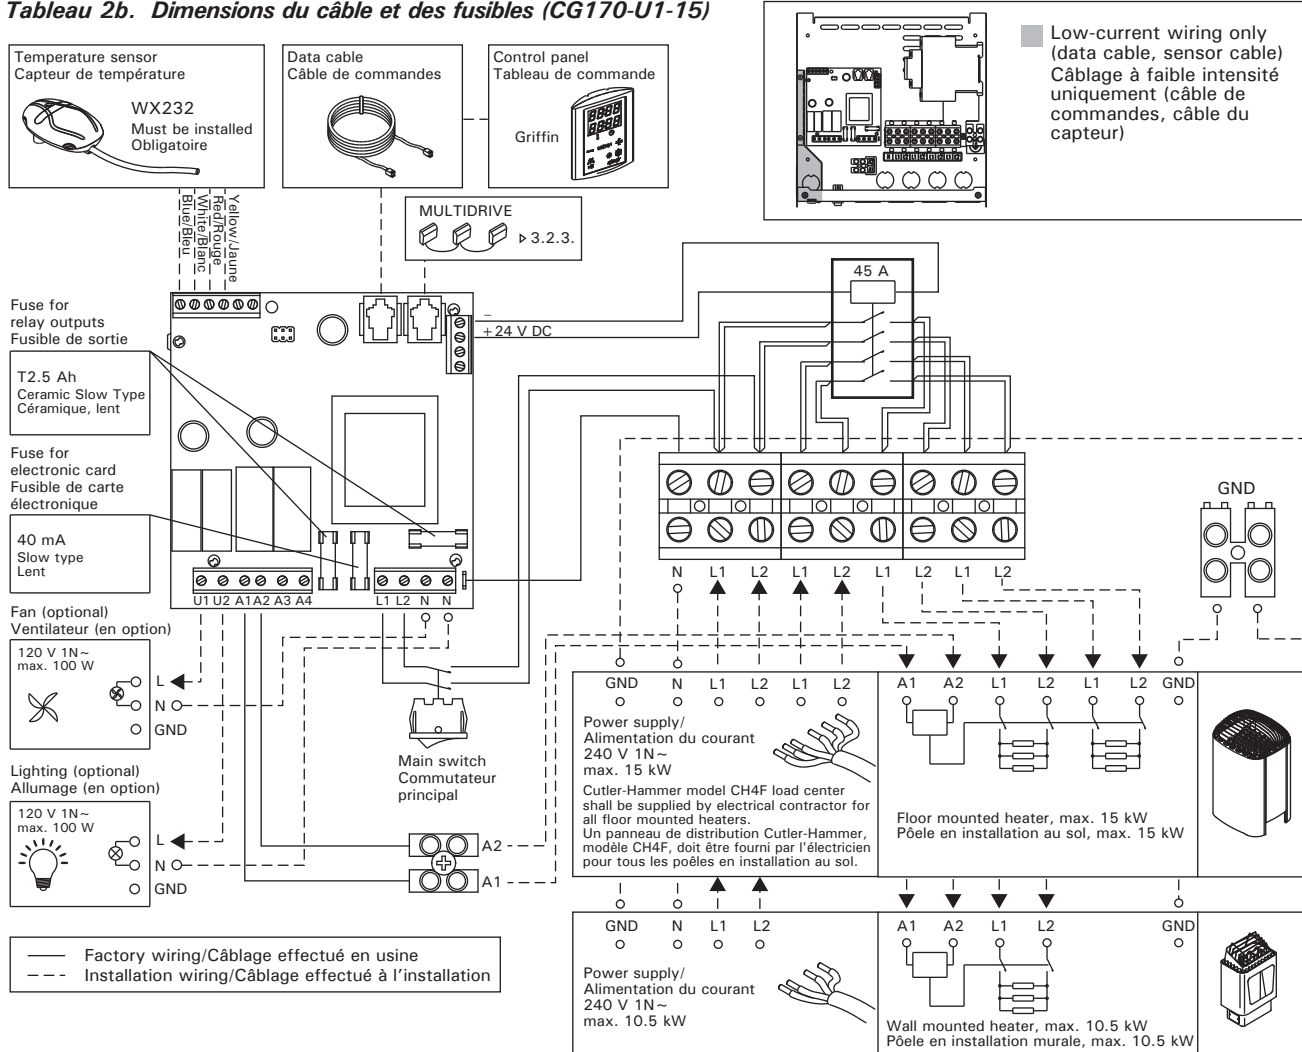 Tableau 2b. Dimensions du câble et des fusibles (CG170-U1-15)
Temperature sensor
Capteur de température
WX232
Must be installed
Obligatoire
Data cable
Câble de commandes
Control panel
Tableau de commande
Griffin
Low-current wiring only
(data cable, sensor cable)
Câblage à faible intensité
uniquement (câble de
commandes, câble du
capteur)
MULTIDRIVE
3.2.3.
Blue/Bleu
White/Blanc
Red/Rouge
Yellow/Jaune
45 A
–
+24 V DC
Fuse for
relay outputs
Fusible de sortie
T2.5 Ah
Ceramic Slow Type
Céramique, lent
Fuse for
electronic card
Fusible de carte
électronique
40 mA
Slow type
Lent
U1 U2 A1 A2 A3 A4
L1 L2 N N
N L1 L2 L1 L2 L1 L2 L1 L2
GND
Fan (optional)
Ventilateur (en option)
120 V 1N~
max. 100 W
L
N
GND
Lighting (optional)
Allumage (en option)
120 V 1N~
max. 100 W
L
N
GND
Main switch
Commutateur
principal
A2
A1
GND N L1 L2 L1 L2
Power supply/
Alimentation du courant
240 V 1N~
max. 15 kW
Cutler-Hammer model CH4F load center
shall be supplied by electrical contractor for
all floor mounted heaters.
Un panneau de distribution Cutler-Hammer,
modèle CH4F, doit être fourni par l'électricien
pour tous les poêles en installation au sol.
A1 A2 L1 L2 L1 L2 GND
Floor mounted heater, max. 15 kW
Pôele en installation au sol, max. 15 kW
GND N L1 L2
Power supply/
Alimentation du courant
240 V 1N~
max. 10.5 kW
A1 A2 L1 L2 GND
Wall mounted heater, max. 10.5 kW
Pôele en installation murale, max. 10.5 kW
Factory wiring/Câblage effectué en usine
Installation wiring/Câblage effectué à l'installation